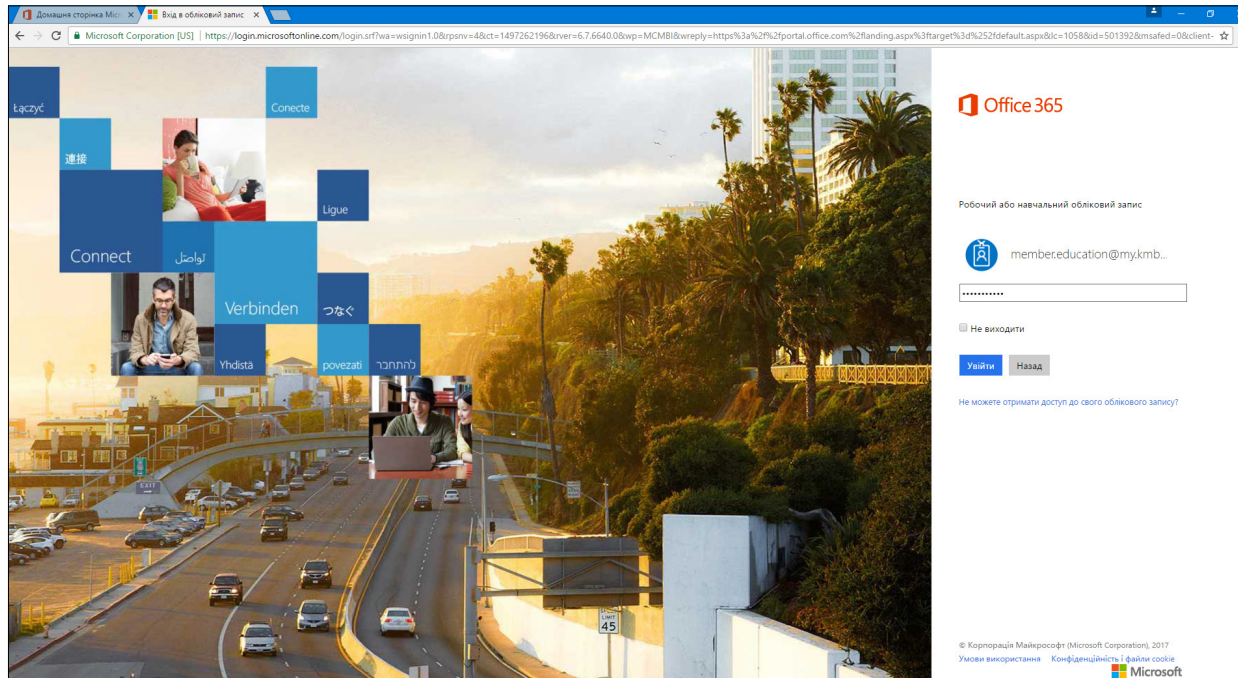 Домашня сторінка Micr
Вхід в обліковий запис
Microsoft Corporation [US] | https://login.microsoftonline.com/login.srf?wa=wsignin1.0&rpsnv=4&ct=1497262196&rver=6.7.6640.0&wp=MCMBI&wreply=https%3a%2f%2fportal.office.com%2flanding.aspx%3ftarget%3d%252fdefault.aspx&lc=1058&id=501392&msafed=0&client-
Łączyć
Conecte
連接
Ligue
Connect
تواصل
Verbinden
つなぐ
Yhdistä
povezati
להתחבר
EXIT
LIMIT
45
Office 365
Робочий або навчальний обліковий запис
member.education@my.kmb...
•••••••••••
Не виходити
Увійти
Назад
Не можете отримати доступ до свого облікового запису?
© Корпорація Майкрософт (Microsoft Corporation), 2017
Умови використання Конфіденційність і файли cookie
Microsoft